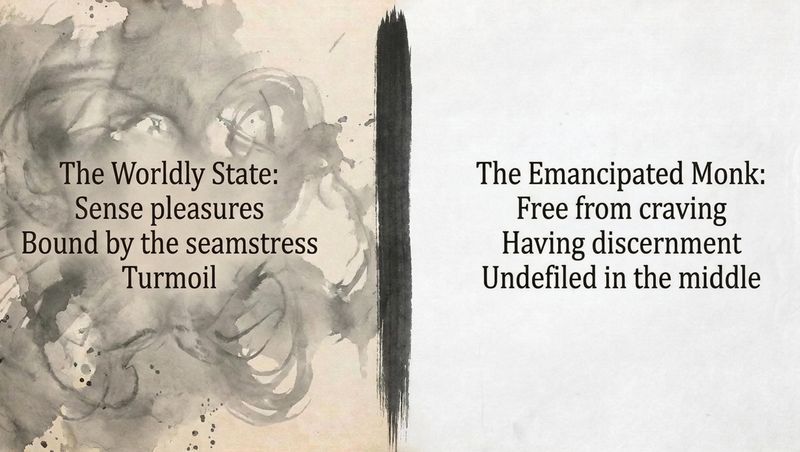 The Worldly State:
Sense pleasures
Bound by the seamstress
Turmoil
The Emancipated Monk:
Free from craving
Having discernment
Undefiled in the middle